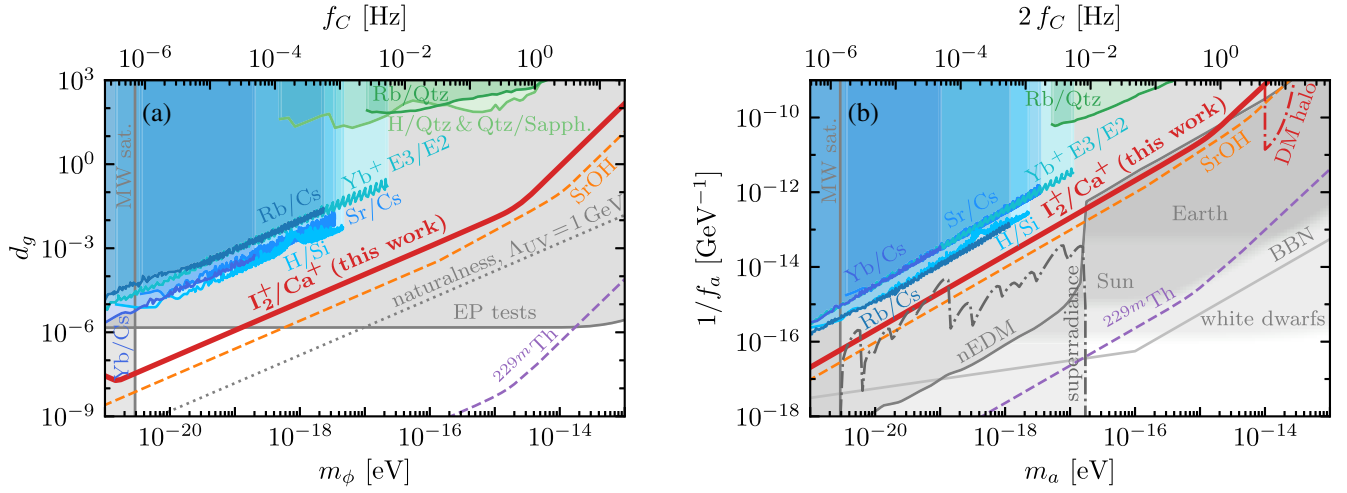 f_C [Hz]
10^−6 10^−4 10^−2 10^0
10^3
10^0
10^−3
10^−6
10^−9
d_g
(a)
MW sat.
Rb/Qtz
H/Qtz & Qtz/Sapph.
Yb^+ E3/E2
Rb/Cs
Sr/Cs
H/Si
SrOH
I_2^+/Ca^+ (this work)
naturalness, Λ_UV = 1 GeV
EP tests
Yb/Cs
229mTh
10^−20 10^−18 10^−16 10^−14
m_ϕ [eV]
2 f_C [Hz]
10^−6 10^−4 10^−2 10^0
10^−10
10^−12
10^−14
10^−16
10^−18
1/f_a [GeV^−1]
(b)
MW sat.
Rb/Qtz
DM halo
Yb^+ E3/E2
I_2^+/Ca^+ (this work)
SrOH
Sr/Cs
H/Si
Yb/Cs
Rb/Cs
Earth
Sun
BBN
white dwarfs
nEDM
superradiance
229mTh
10^−20 10^−18 10^−16 10^−14
m_a [eV]